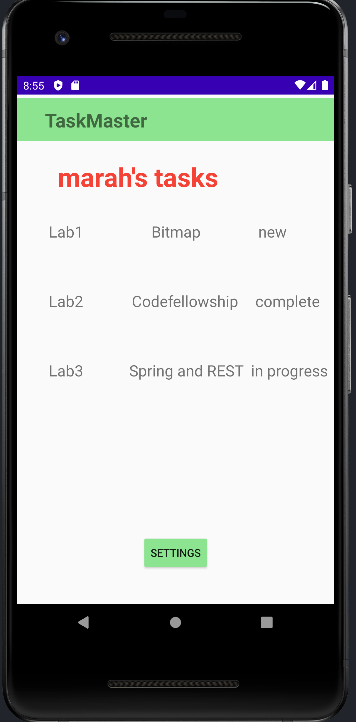 8:55
TaskMaster
marah's tasks
Lab1 Bitmap new
Lab2 Codefellowship complete
Lab3 Spring and REST in progress
SETTINGS